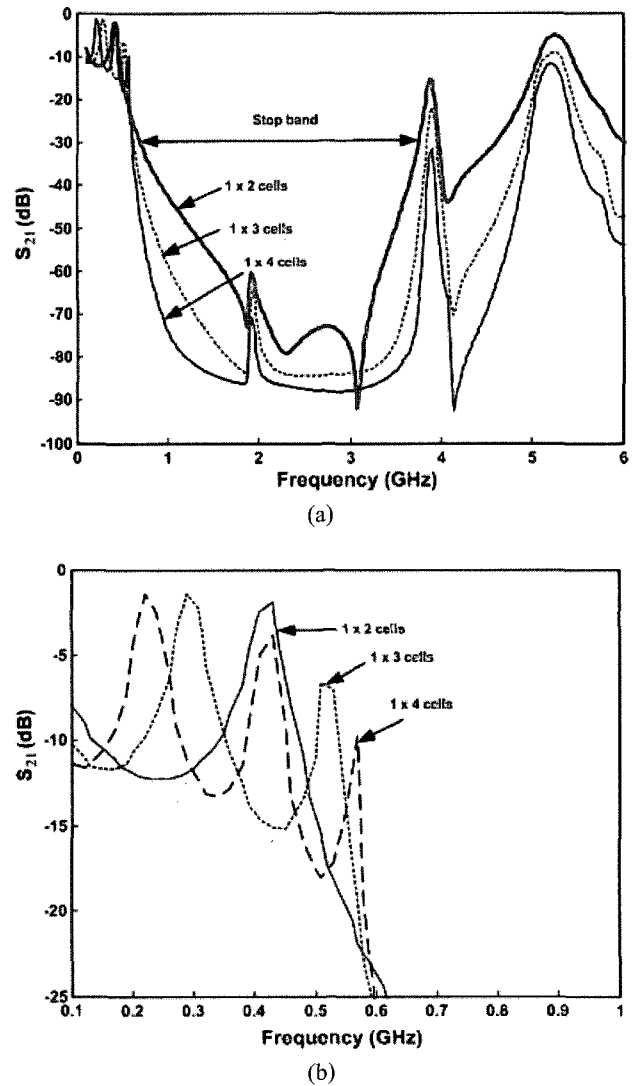 0
-10
-20
-30
-40
-50
-60
-70
-80
-90
-100
S21 (dB)
Stop band
1 x 2 cells
1 x 3 cells
1 x 4 cells
0 1 2 3 4 5 6
Frequency (GHz)
(a)
0
-5
-10
-15
-20
-25
S21 (dB)
1 x 2 cells
1 x 3 cells
1 x 4 cells
0.1 0.2 0.3 0.4 0.5 0.6 0.7 0.8 0.9 1
Frequency (GHz)
(b)